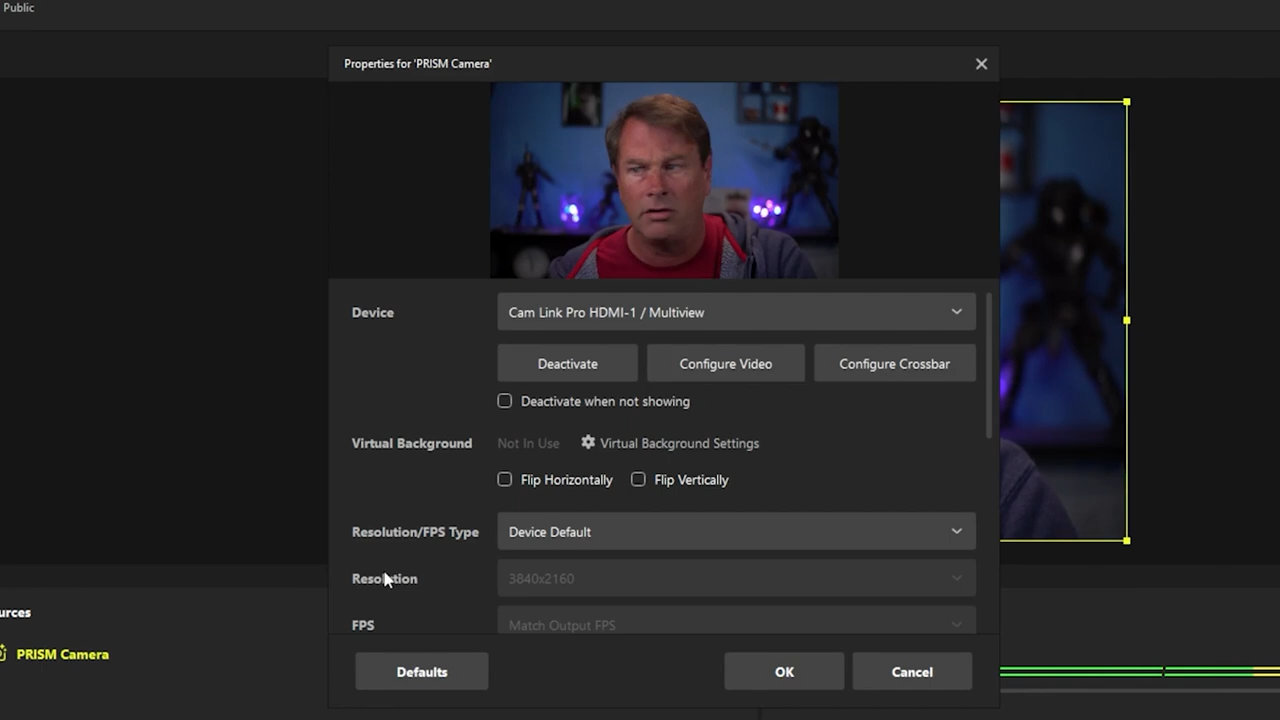 Public
Properties for 'PRISM Camera'
Device
Cam Link Pro HDMI-1 / Multiview
Deactivate
Configure Video
Configure Crossbar
Deactivate when not showing
Virtual Background
Not In Use
Virtual Background Settings
Flip Horizontally
Flip Vertically
Resolution/FPS Type
Device Default
Resolution
3840x2160
FPS
Match Output FPS
urces
PRISM Camera
Defaults
OK
Cancel